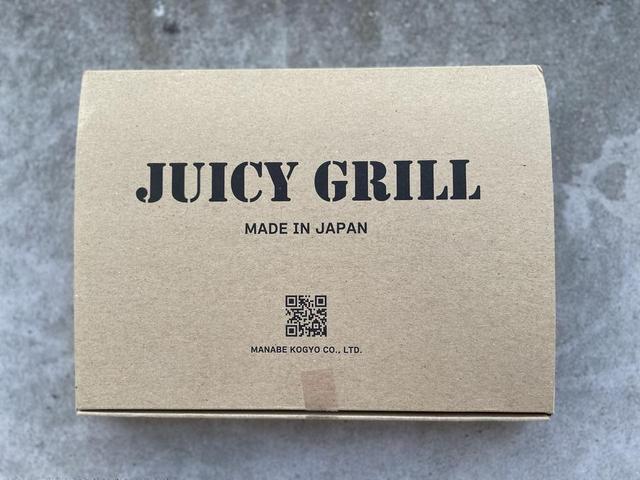 JUICY GRILL
MADE IN JAPAN
MANABE KOGYO CO., LTD.